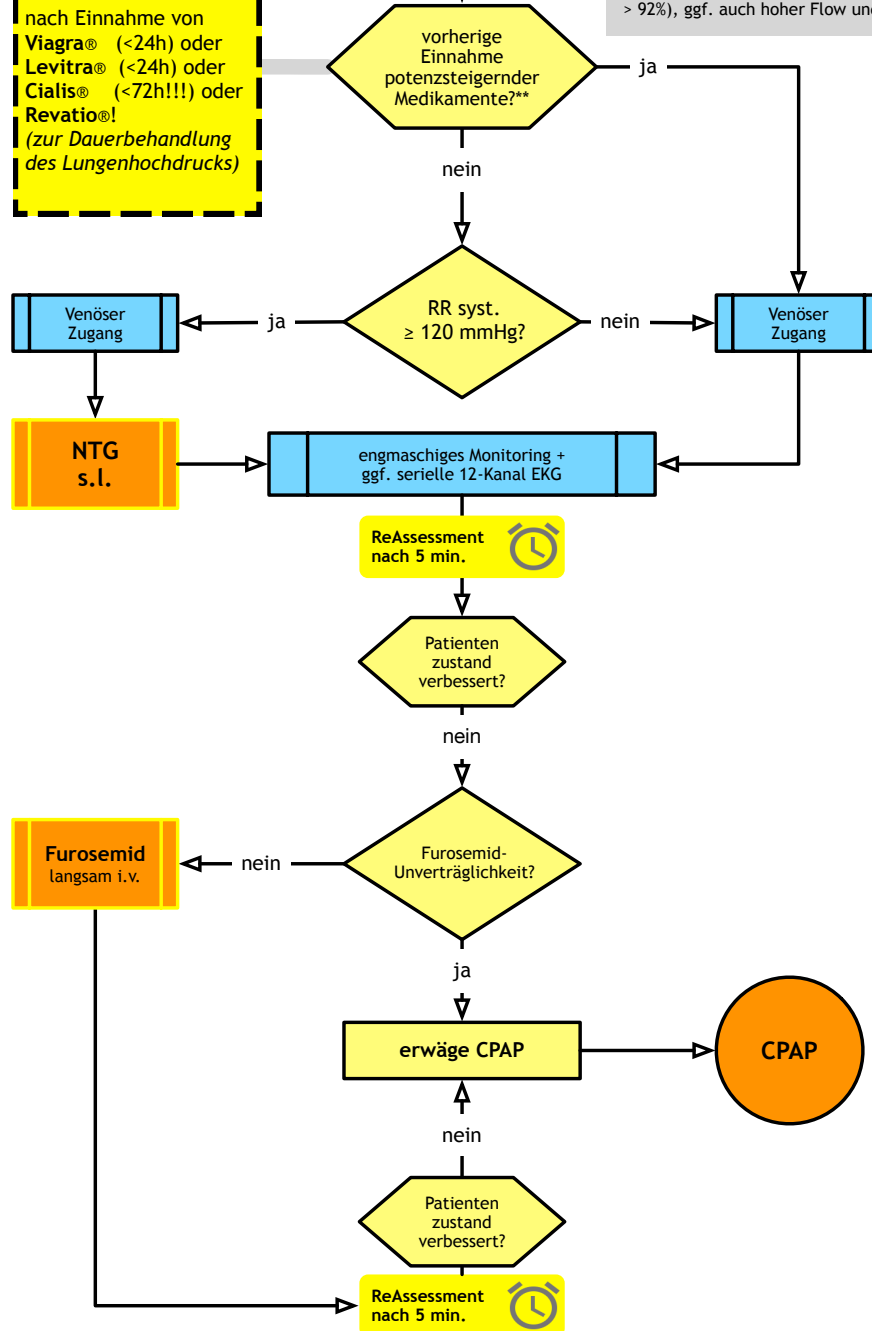 nach Einnahme von
Viagra® (<24h) oder
Levitra® (<24h) oder
Cialis® (<72h!!!) oder
Revatio®!
(zur Dauerbehandlung
des Lungenhochdrucks)
> 92%), ggf. auch hoher Flow und
vorherige
Einnahme
potenzsteigernder
Medikamente?**
ja
nein
Venöser
Zugang
ja
RR syst.
≥ 120 mmHg?
nein
Venöser
Zugang
NTG
s.l.
engmaschiges Monitoring +
ggf. serielle 12-Kanal EKG
ReAssessment
nach 5 min.
Patienten
zustand
verbessert?
nein
Furosemid
langsam i.v.
nein
Furosemid-
Unverträglichkeit?
ja
erwäge CPAP
CPAP
nein
Patienten
zustand
verbessert?
ReAssessment
nach 5 min.